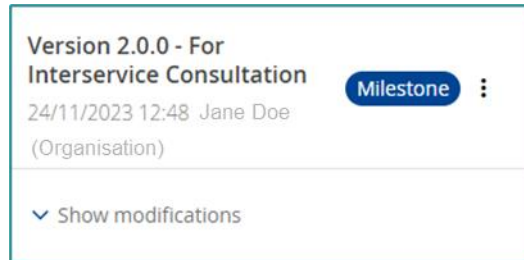 Version 2.0.0 - For
Interservice Consultation
Milestone
24/11/2023 12:48 Jane Doe
(Organisation)
Show modifications